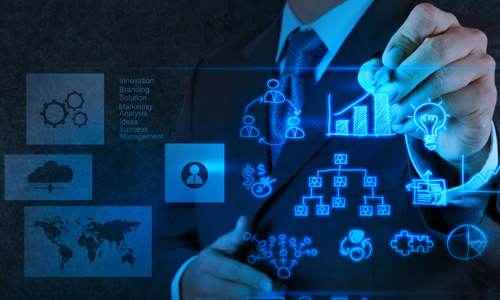 Innovation
Branding
Solution
Marketing
Analysis
Ideas
Success
Management
$
$$